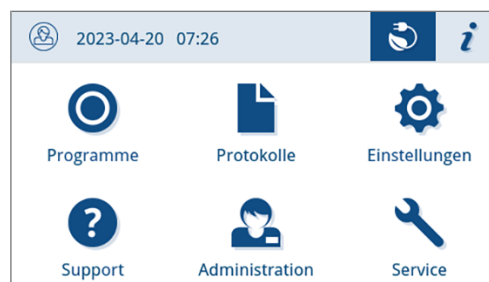 2023-04-20 07:26
i
Programme
Protokolle
Einstellungen
?
Support
Administration
Service